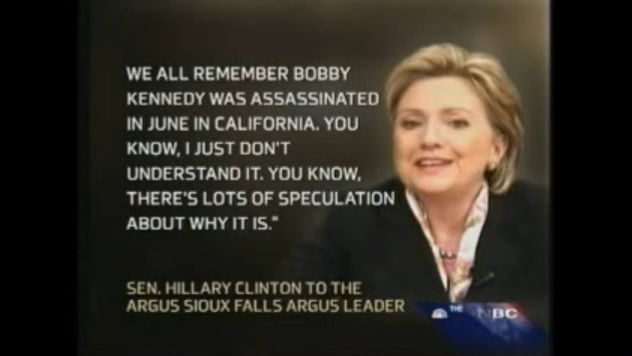 WE ALL REMEMBER BOBBY
KENNEDY WAS ASSASSINATED
IN JUNE IN CALIFORNIA. YOU
KNOW, I JUST DON'T
UNDERSTAND IT. YOU KNOW,
THERE'S LOTS OF SPECULATION
ABOUT WHY IT IS."
SEN. HILLARY CLINTON TO THE
ARGUS SIOUX FALLS ARGUS LEADER
THE
NBC